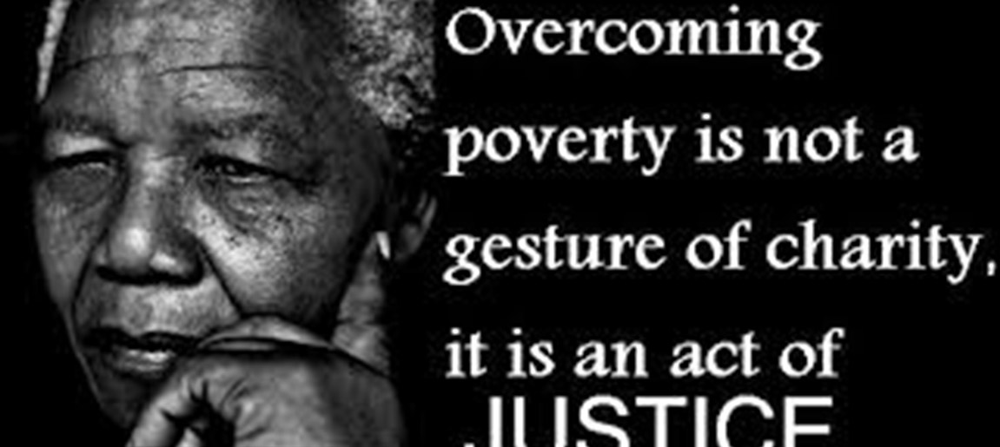 Overcoming
poverty is not a
gesture of charity,
it is an act of
JUSTICE